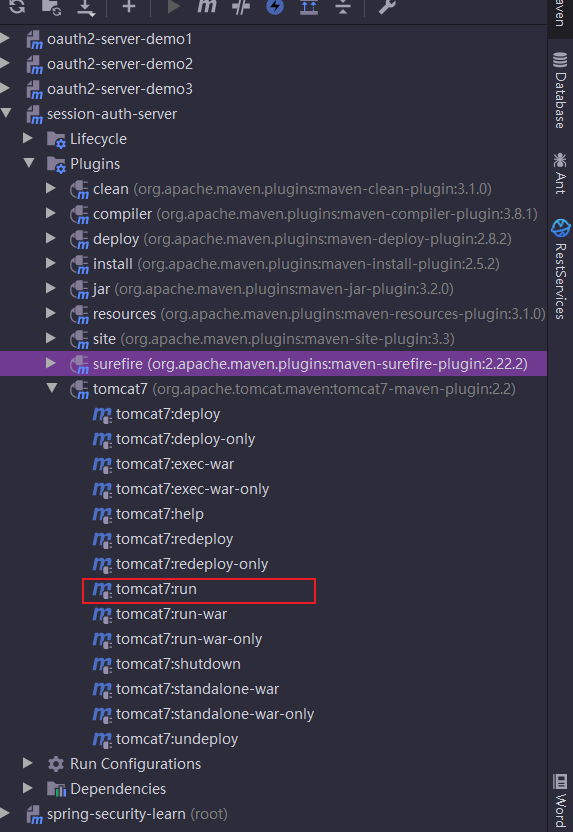 oauth2-server-demo1
oauth2-server-demo2
oauth2-server-demo3
session-auth-server
Lifecycle
Plugins
clean (org.apache.maven.plugins:maven-clean-plugin:3.1.0)
compiler (org.apache.maven.plugins:maven-compiler-plugin:3.8.1)
deploy (org.apache.maven.plugins:maven-deploy-plugin:2.8.2)
install (org.apache.maven.plugins:maven-install-plugin:2.5.2)
jar (org.apache.maven.plugins:maven-jar-plugin:3.2.0)
resources (org.apache.maven.plugins:maven-resources-plugin:3.1.0)
site (org.apache.maven.plugins:maven-site-plugin:3.3)
surefire (org.apache.maven.plugins:maven-surefire-plugin:2.22.2)
tomcat7 (org.apache.tomcat.maven:tomcat7-maven-plugin:2.2)
tomcat7:deploy
tomcat7:deploy-only
tomcat7:exec-war
tomcat7:exec-war-only
tomcat7:help
tomcat7:redeploy
tomcat7:redeploy-only
tomcat7:run
tomcat7:run-war
tomcat7:run-war-only
tomcat7:shutdown
tomcat7:standalone-war
tomcat7:standalone-war-only
tomcat7:undeploy
Run Configurations
Dependencies
spring-security-learn (root)
aven
Database
Ant
RestServices
Word